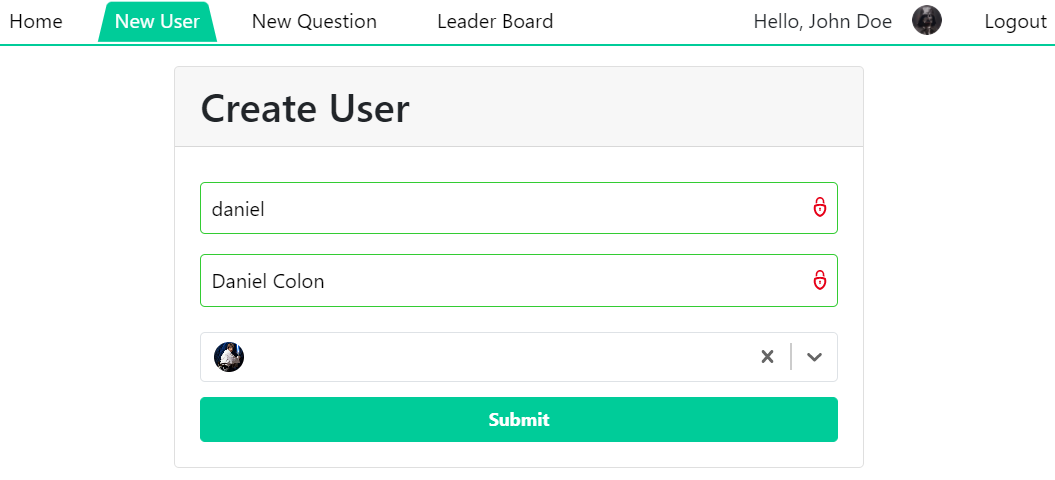 Home New User New Question Leader Board Hello, John Doe Logout
Create User
daniel
Daniel Colon
Submit